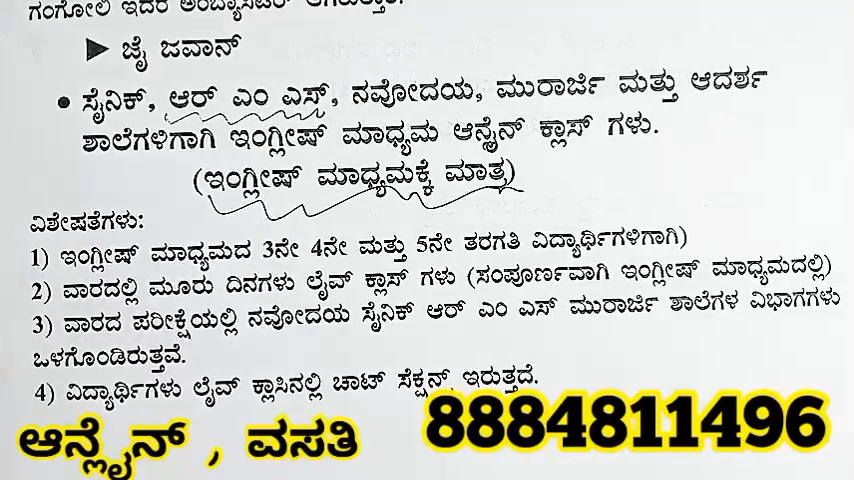 ಗಂಗೋಲಿ ಇದರ
▶ ಜೈ ಜವಾನ್
• ಸೈನಿಕ್, ಆರ್ ಎಂ ಎಸ್, ನವೋದಯ, ಮುರಾರ್ಜಿ ಮತ್ತು ಆದರ್ಶ
ಶಾಲೆಗಳಿಗಾಗಿ ಇಂಗ್ಲೀಷ್ ಮಾಧ್ಯಮ ಆನ್ಲೈನ್ ಕ್ಲಾಸ್ ಗಳು.
(ಇಂಗ್ಲೀಷ್ ಮಾಧ್ಯಮಕ್ಕೆ ಮಾತ್ರ)
ವಿಶೇಷತೆಗಳು:
1) ಇಂಗ್ಲೀಷ್ ಮಾಧ್ಯಮದ 3ನೇ 4ನೇ ಮತ್ತು 5ನೇ ತರಗತಿ ವಿದ್ಯಾರ್ಥಿಗಳಿಗಾಗಿ)
2) ವಾರದಲ್ಲಿ ಮೂರು ದಿನಗಳು ಲೈವ್ ಕ್ಲಾಸ್ ಗಳು (ಸಂಪೂರ್ಣವಾಗಿ ಇಂಗ್ಲೀಷ್ ಮಾಧ್ಯಮದಲ್ಲಿ)
3) ವಾರದ ಪರೀಕ್ಷೆಯಲ್ಲಿ ನವೋದಯ ಸೈನಿಕ್ ಆರ್ ಎಂ ಎಸ್ ಮುರಾರ್ಜಿ ಶಾಲೆಗಳ ವಿಭಾಗಗಳು
ಒಳಗೊಂಡಿರುತ್ತವೆ.
4) ವಿದ್ಯಾರ್ಥಿಗಳು ಲೈವ್ ಕ್ಲಾಸಿನಲ್ಲಿ ಚಾಟ್ ಸೆಕ್ಷನ್ ಇರುತ್ತದೆ.
ಆನ್ಲೈನ್ , ವಸತಿ 8884811496